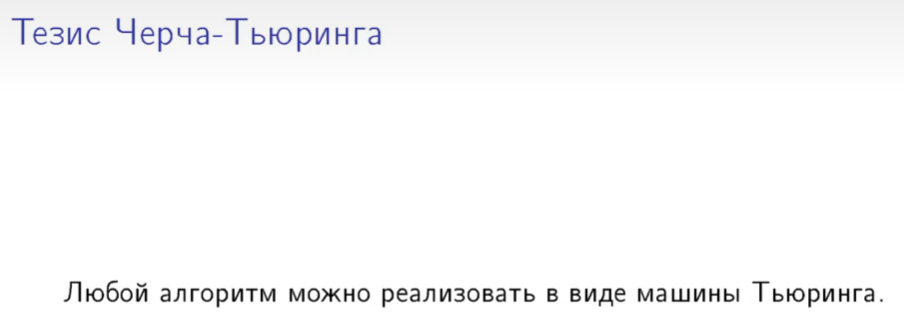 Тезис Черча-Тьюринга
Любой алгоритм можно реализовать в виде машины Тьюринга.